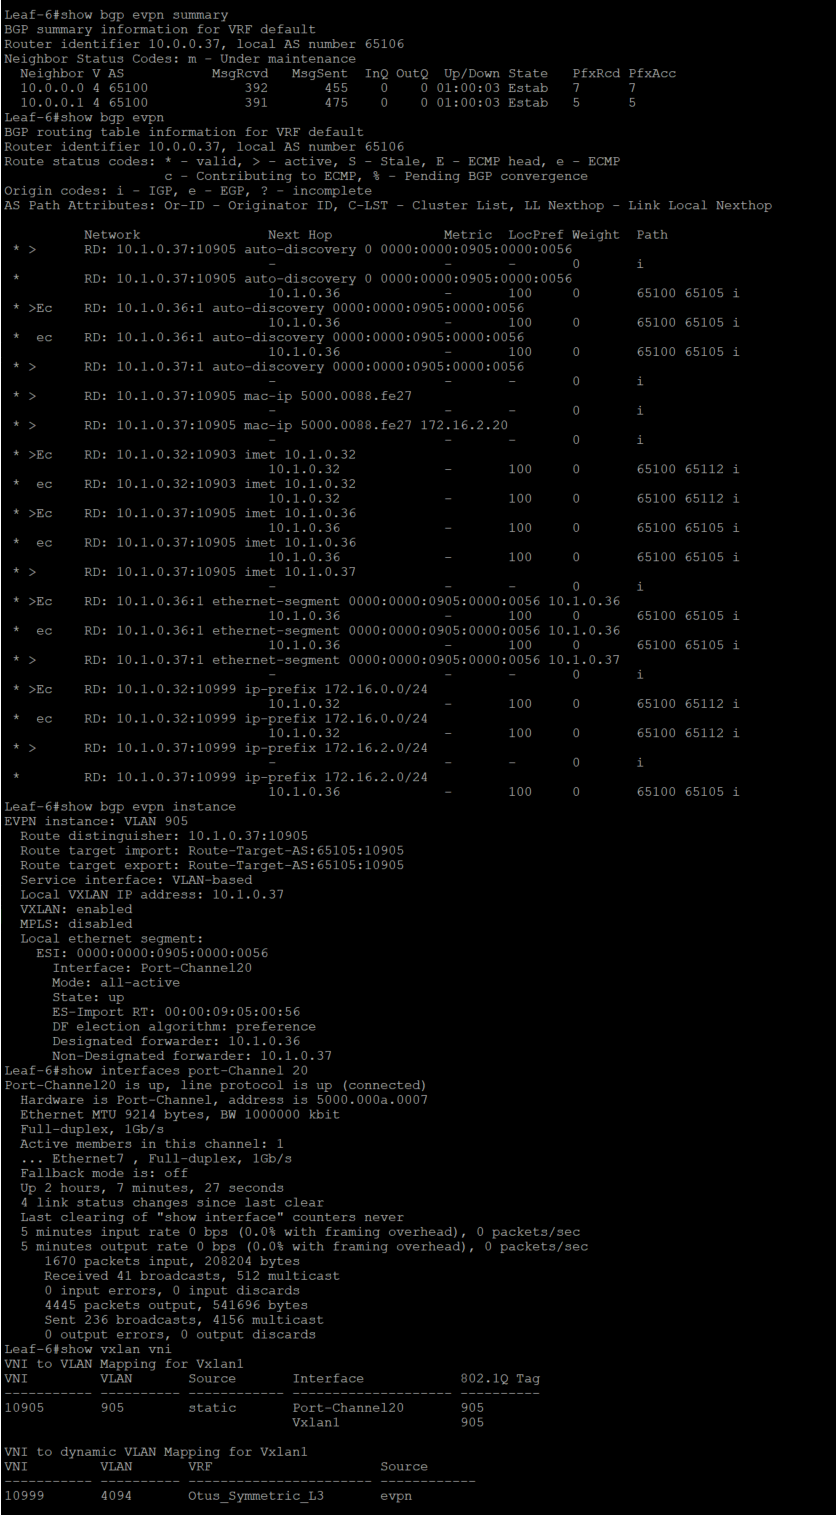 Leaf-6#show bgp evpn summary
BGP summary information for VRF default
Router identifier 10.0.0.37, local AS number 65106
Neighbor Status Codes: m - Under maintenance
  Neighbor V AS           MsgRcvd   MsgSent  InQ OutQ  Up/Down State   PfxRcd PfxAcc
  10.0.0.0 4 65100            392       455    0    0 01:00:03 Estab   7      7
  10.0.0.1 4 65100            391       475    0    0 01:00:03 Estab   5      5
Leaf-6#show bgp evpn
BGP routing table information for VRF default
Router identifier 10.0.0.37, local AS number 65106
Route status codes: * - valid, > - active, S - Stale, E - ECMP head, e - ECMP
                    c - Contributing to ECMP, % - Pending BGP convergence
Origin codes: i - IGP, e - EGP, ? - incomplete
AS Path Attributes: Or-ID - Originator ID, C-LST - Cluster List, LL Nexthop - Link Local Nexthop
          Network                Next Hop              Metric  LocPref Weight  Path
 * >      RD: 10.1.0.37:10905 auto-discovery 0 0000:0000:0905:0000:0056
                                 -                     -       -       0       i
 *        RD: 10.1.0.37:10905 auto-discovery 0 0000:0000:0905:0000:0056
                                 10.1.0.36             -       100     0       65100 65105 i
 * >Ec    RD: 10.1.0.36:1 auto-discovery 0000:0000:0905:0000:0056
                                 10.1.0.36             -       100     0       65100 65105 i
 *  ec    RD: 10.1.0.36:1 auto-discovery 0000:0000:0905:0000:0056
                                 10.1.0.36             -       100     0       65100 65105 i
 * >      RD: 10.1.0.37:1 auto-discovery 0000:0000:0905:0000:0056
                                 -                     -       -       0       i
 * >      RD: 10.1.0.37:10905 mac-ip 5000.0088.fe27
                                 -                     -       -       0       i
 * >      RD: 10.1.0.37:10905 mac-ip 5000.0088.fe27 172.16.2.20
                                 -                     -       -       0       i
 * >Ec    RD: 10.1.0.32:10903 imet 10.1.0.32
                                 10.1.0.32             -       100     0       65100 65112 i
 *  ec    RD: 10.1.0.32:10903 imet 10.1.0.32
                                 10.1.0.32             -       100     0       65100 65112 i
 * >Ec    RD: 10.1.0.37:10905 imet 10.1.0.36
                                 10.1.0.36             -       100     0       65100 65105 i
 *  ec    RD: 10.1.0.37:10905 imet 10.1.0.36
                                 10.1.0.36             -       100     0       65100 65105 i
 * >      RD: 10.1.0.37:10905 imet 10.1.0.37
                                 -                     -       -       0       i
 * >Ec    RD: 10.1.0.36:1 ethernet-segment 0000:0000:0905:0000:0056 10.1.0.36
                                 10.1.0.36             -       100     0       65100 65105 i
 *  ec    RD: 10.1.0.36:1 ethernet-segment 0000:0000:0905:0000:0056 10.1.0.36
                                 10.1.0.36             -       100     0       65100 65105 i
 * >      RD: 10.1.0.37:1 ethernet-segment 0000:0000:0905:0000:0056 10.1.0.37
                                 -                     -       -       0       i
 * >Ec    RD: 10.1.0.32:10999 ip-prefix 172.16.0.0/24
                                 10.1.0.32             -       100     0       65100 65112 i
 *  ec    RD: 10.1.0.32:10999 ip-prefix 172.16.0.0/24
                                 10.1.0.32             -       100     0       65100 65112 i
 * >      RD: 10.1.0.37:10999 ip-prefix 172.16.2.0/24
                                 -                     -       -       0       i
 *        RD: 10.1.0.37:10999 ip-prefix 172.16.2.0/24
                                 10.1.0.36             -       100     0       65100 65105 i
Leaf-6#show bgp evpn instance
EVPN instance: VLAN 905
  Route distinguisher: 10.1.0.37:10905
  Route target import: Route-Target-AS:65105:10905
  Route target export: Route-Target-AS:65105:10905
  Service interface: VLAN-based
  Local VXLAN IP address: 10.1.0.37
  VXLAN: enabled
  MPLS: disabled
  Local ethernet segment:
    ESI: 0000:0000:0905:0000:0056
      Interface: Port-Channel20
      Mode: all-active
      State: up
      ES-Import RT: 00:00:09:05:00:56
      DF election algorithm: preference
      Designated forwarder: 10.1.0.36
      Non-Designated forwarder: 10.1.0.37
Leaf-6#show interfaces port-Channel 20
Port-Channel20 is up, line protocol is up (connected)
  Hardware is Port-Channel, address is 5000.000a.0007
  Ethernet MTU 9214 bytes, BW 1000000 kbit
  Full-duplex, 1Gb/s
  Active members in this channel: 1
  ... Ethernet7 , Full-duplex, 1Gb/s
  Fallback mode is: off
  Up 2 hours, 7 minutes, 27 seconds
  4 link status changes since last clear
  Last clearing of "show interface" counters never
  5 minutes input rate 0 bps (0.0% with framing overhead), 0 packets/sec
  5 minutes output rate 0 bps (0.0% with framing overhead), 0 packets/sec
     1670 packets input, 208204 bytes
     Received 41 broadcasts, 512 multicast
     0 input errors, 0 input discards
     4445 packets output, 541696 bytes
     Sent 236 broadcasts, 4156 multicast
     0 output errors, 0 output discards
Leaf-6#show vxlan vni
VNI to VLAN Mapping for Vxlan1
VNI         VLAN       Source       Interface            802.1Q Tag
----------- ---------- ------------ -------------------- ----------
10905       905        static       Port-Channel20       905
                                    Vxlan1               905
VNI to dynamic VLAN Mapping for Vxlan1
VNI         VLAN       VRF                     Source
----------- ---------- ----------------------- ------------
10999       4094       Otus_Symmetric_L3       evpn